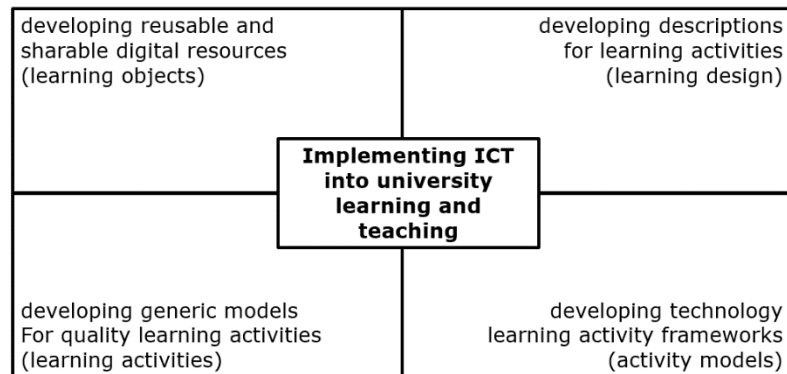 developing reusable and
sharable digital resources
(learning objects)
developing descriptions
for learning activities
(learning design)
Implementing ICT
into university
learning and
teaching
developing generic models
For quality learning activities
(learning activities)
developing technology
learning activity frameworks
(activity models)